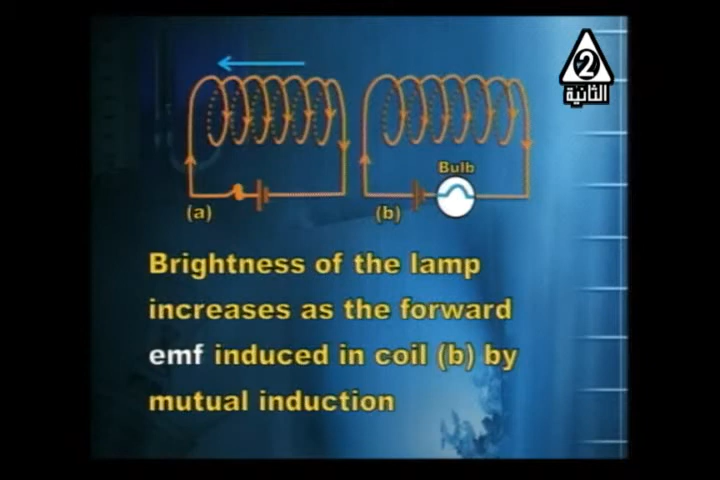 2
الثانية
Bulb
(a)
(b)
Brightness of the lamp
increases as the forward
emf induced in coil (b) by
mutual induction